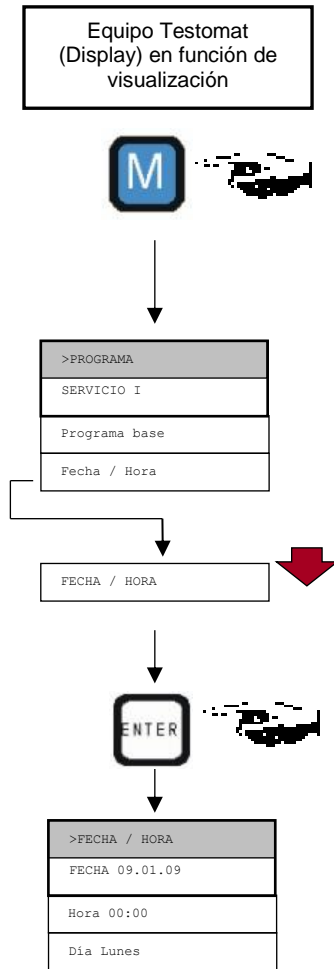 Equipo Testomat
(Display) en función de
visualización
M
>PROGRAMA
SERVICIO I
Programa base
Fecha / Hora
FECHA / HORA
ENTER
>FECHA / HORA
FECHA 09.01.09
Hora 00:00
Día Lunes